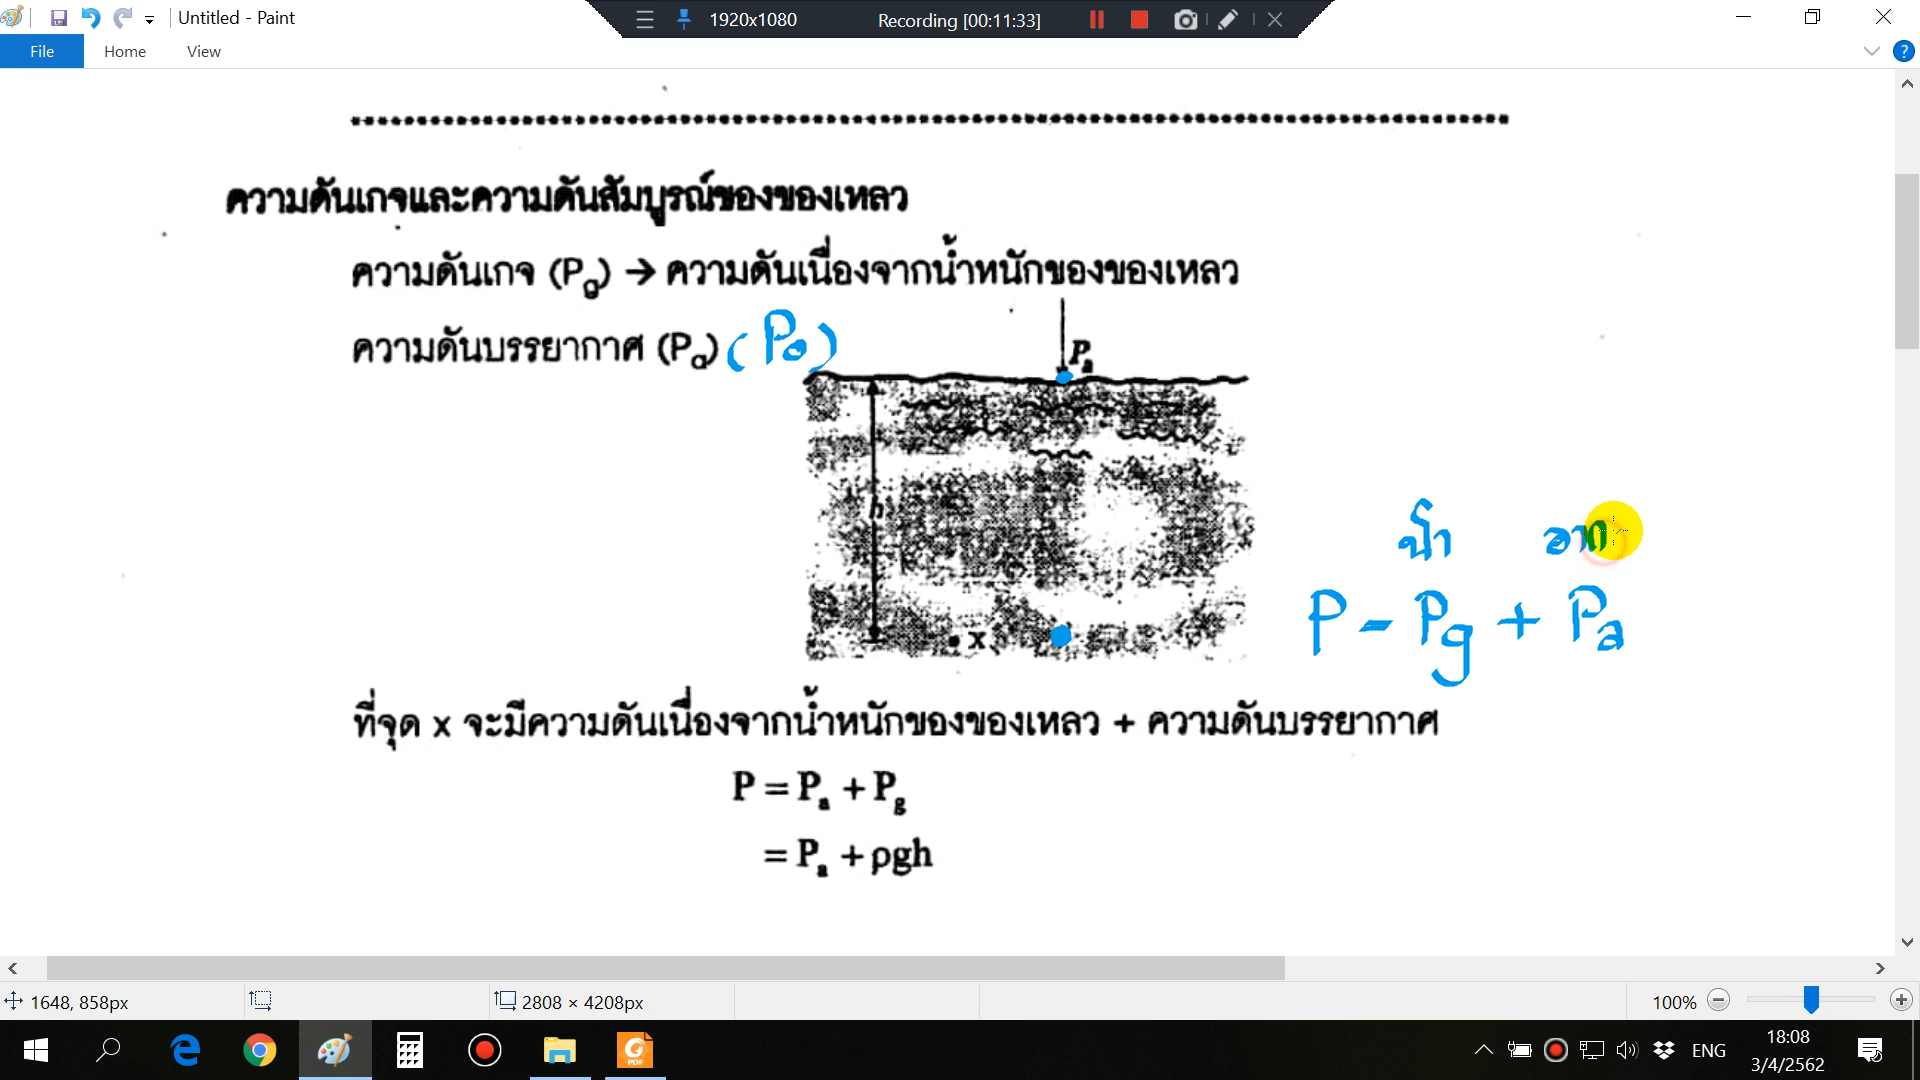 Untitled - Paint
1920x1080
Recording [00:11:33]
File
Home
View
ความดันเกจและความดันสัมบูรณ์ของของเหลว
ความดันเกจ (Pg) → ความดันเนื่องจากน้ำหนักของของเหลว
ความดันบรรยากาศ (Pa) (Po)
Pa
h
น้ำ อาก
P = Pg + Pa
x
ที่จุด x จะมีความดันเนื่องจากน้ำหนักของของเหลว + ความดันบรรยากาศ
P = Pa + Pg
= Pa + ρgh
1648, 858px
2808 × 4208px
100%
PDF
ENG
18:08
3/4/2562